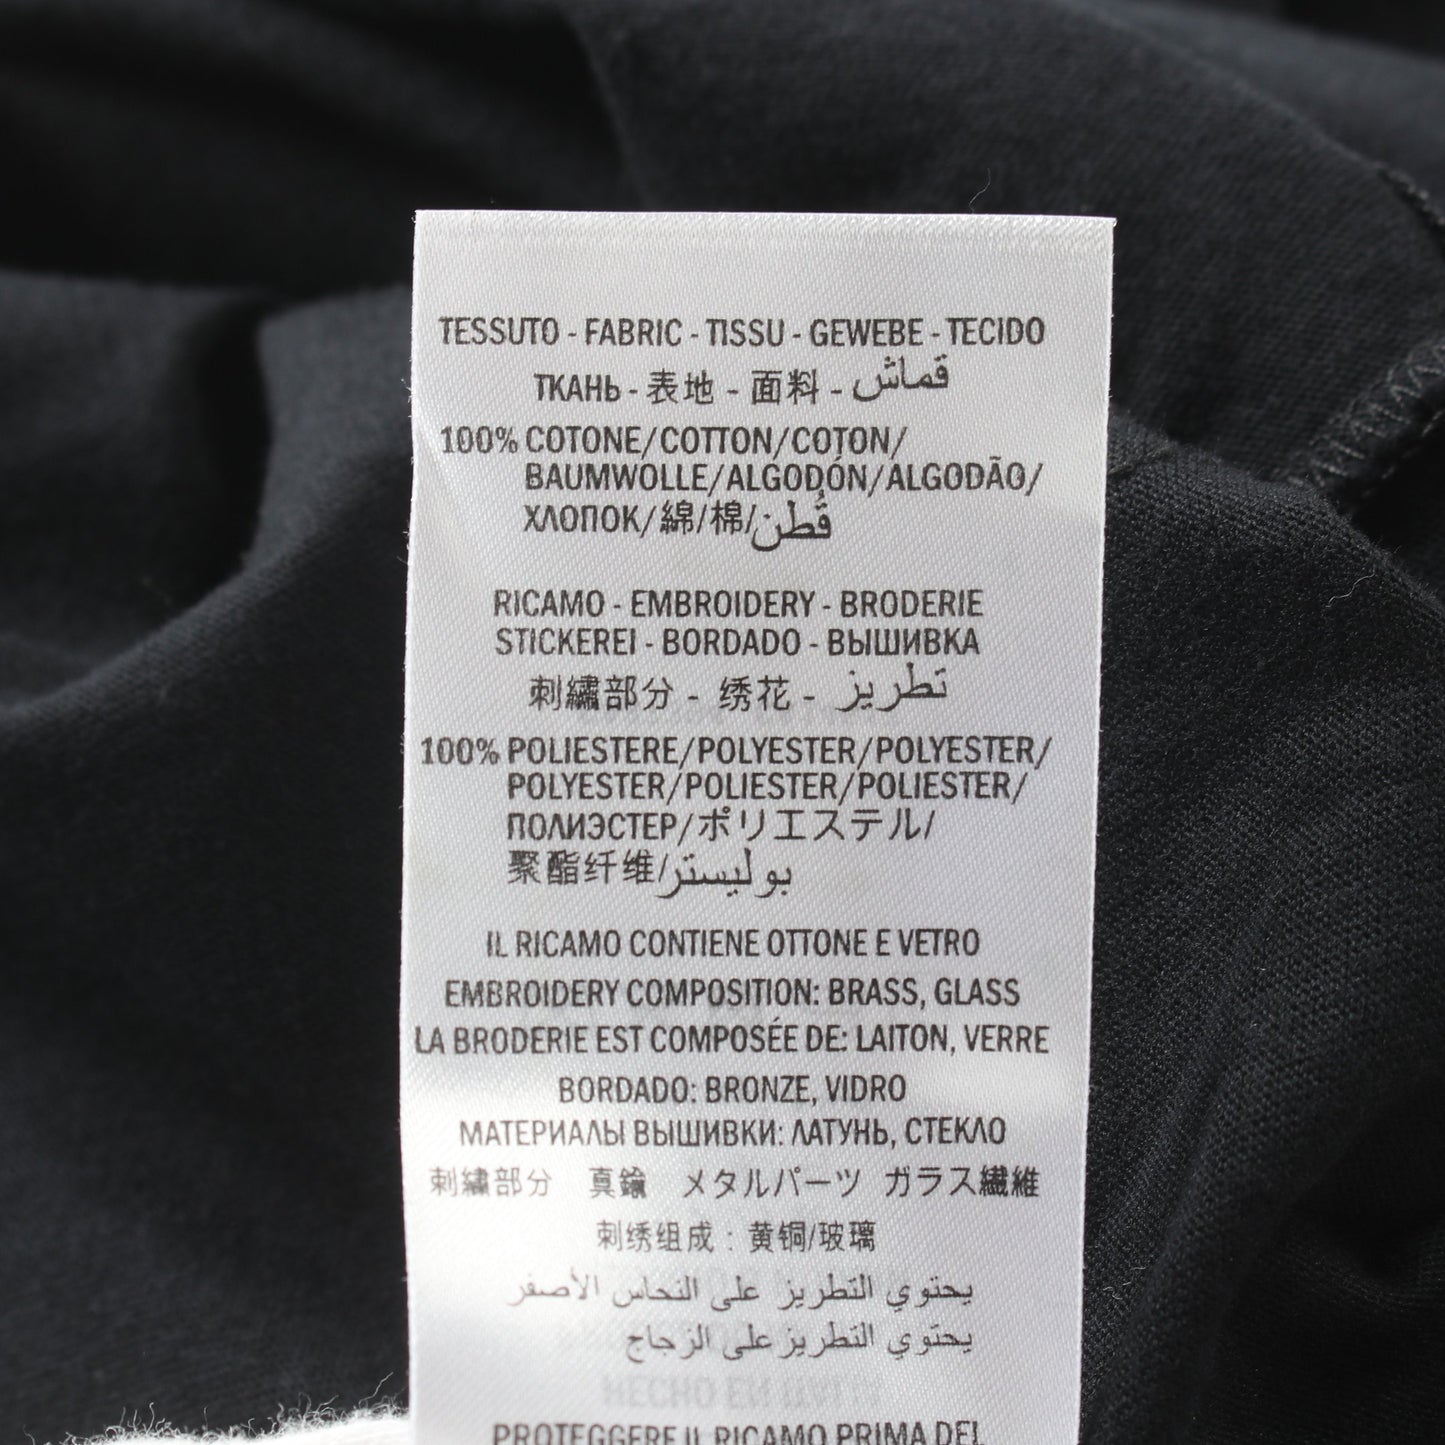 TESSUTO - FABRIC - TISSU - GEWEBE - TECIDO
ТКАНЬ - 表地 - 面料 - قماش
100% COTONE/COTTON/COTON/
BAUMWOLLE/ALGODÓN/ALGODÃO/
ХЛОПОК/綿/棉/قُطن
RICAMO - EMBROIDERY - BRODERIE
STICKEREI - BORDADO - ВЫШИВКА
刺繍部分 - 绣花 - تطريز
100% POLIESTERE/POLYESTER/POLYESTER/
POLYESTER/POLIESTER/POLIESTER/
ПОЛИЭСТЕР/ポリエステル/
聚酯纤维/بوليستر
IL RICAMO CONTIENE OTTONE E VETRO
EMBROIDERY COMPOSITION: BRASS, GLASS
LA BRODERIE EST COMPOSÉE DE: LAITON, VERRE
BORDADO: BRONZE, VIDRO
МАТЕРИАЛЫ ВЫШИВКИ: ЛАТУНЬ, СТЕКЛО
刺繍部分 真鍮 メタルパーツ ガラス繊維
刺绣组成：黄铜/玻璃
يحتوي التطريز على النحاس الأصفر
يحتوي التطريز على الزجاج
HECHO EN
PROTEGGERE IL RICAMO PRIMA DEL